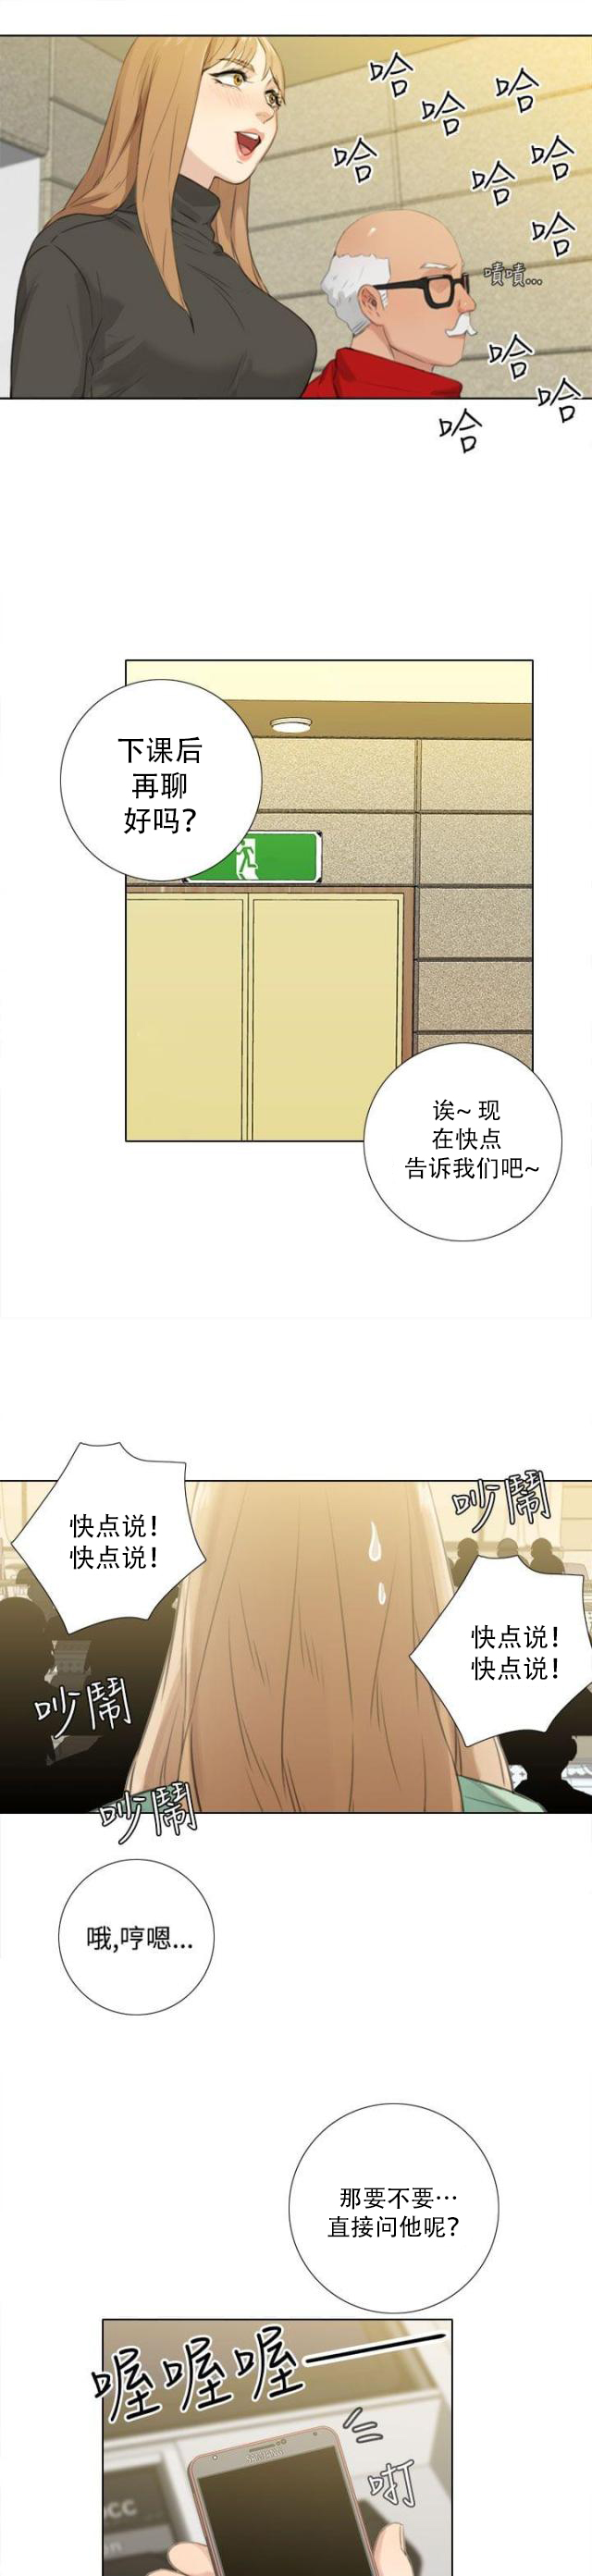 哈
哈
哈
哈
哈
哈
哈
嘖嘖...
哈
哈
哈
下课后
再聊
好吗？
诶~ 现
在快点
告诉我们吧~
吵鬧
快点说！
快点说！
快点说！
快点说！
吵鬧
吵鬧
哦,哼嗯...
那要不要…
直接问他呢？
喔喔喔——
SAMSANG
叮